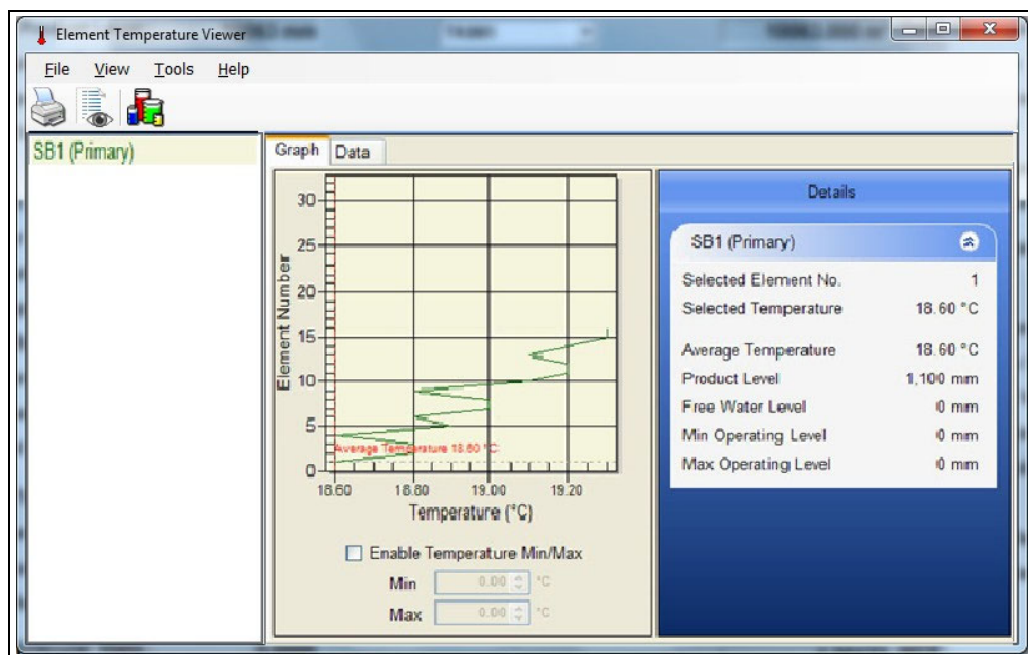 Element Temperature Viewer
File View Tools Help
SB1 (Primary)
Graph Data
30
25
20
15
10
5
0
Element Number
Average Temperature 18.60 °C
18.60 18.80 19.00 19.20
Temperature (°C)
Enable Temperature Min/Max
Min 0.00 °C
Max 0.00 °C
Details
SB1 (Primary)
Selected Element No. 1
Selected Temperature 18.60 °C
Average Temperature 18.60 °C
Product Level 1,100 mm
Free Water Level 0 mm
Min Operating Level 0 mm
Max Operating Level 0 mm